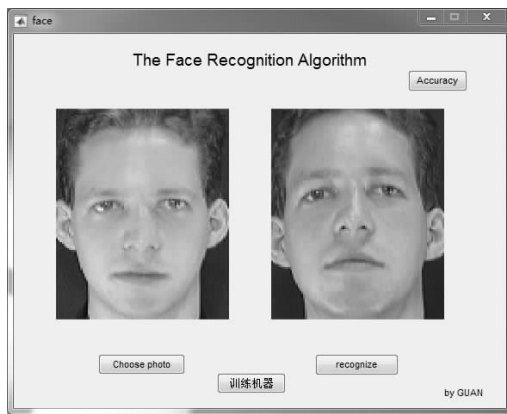 face
The Face Recognition Algorithm
Accuracy
Choose photo
recognize
训练机器
by GUAN